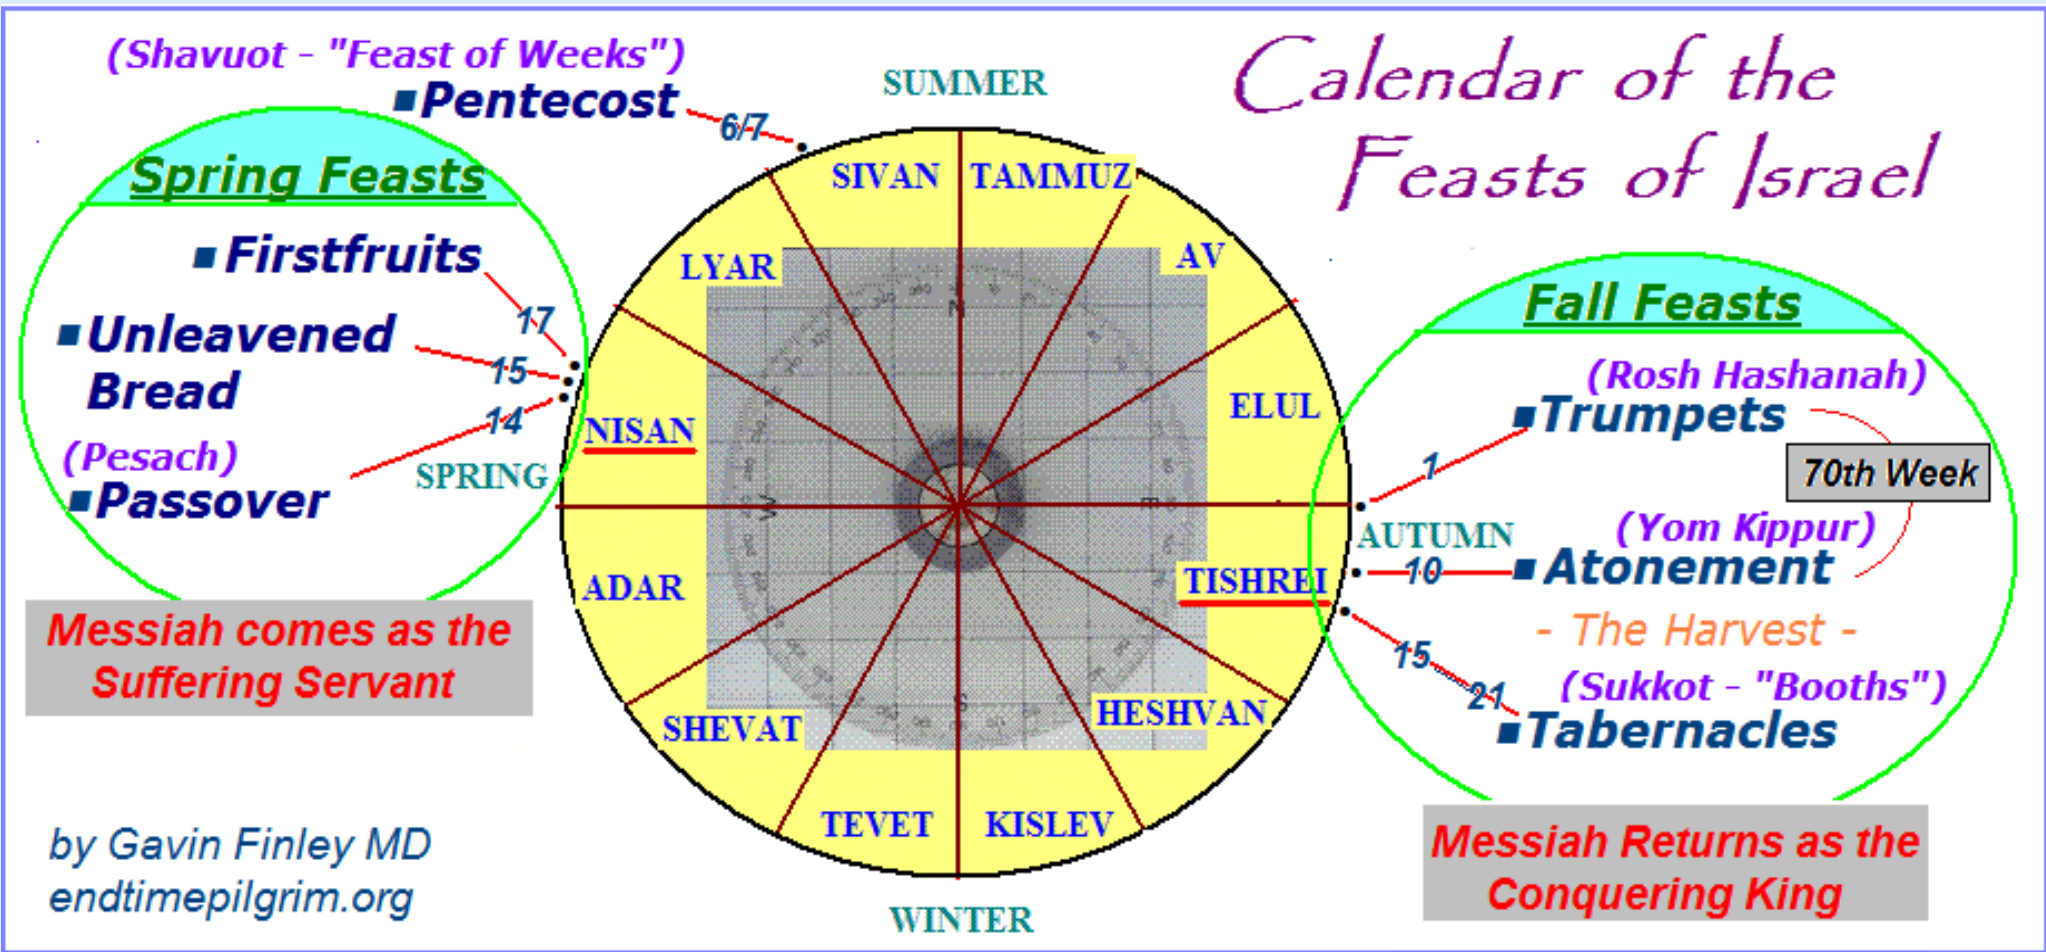 Calendar of the
Feasts of Israel
(Shavuot - "Feast of Weeks")
Pentecost
6/7
Spring Feasts
Firstfruits
17
Unleavened
Bread
15
14
(Pesach)
Passover
Messiah comes as the
Suffering Servant
by Gavin Finley MD
endtimepilgrim.org
SUMMER
SPRING
AUTUMN
WINTER
SIVAN
TAMMUZ
LYAR
AV
NISAN
ELUL
ADAR
TISHREI
SHEVAT
HESHVAN
TEVET
KISLEV
N
W
E
S
Fall Feasts
(Rosh Hashanah)
Trumpets
1
70th Week
(Yom Kippur)
Atonement
10
- The Harvest -
15
21
(Sukkot - "Booths")
Tabernacles
Messiah Returns as the
Conquering King